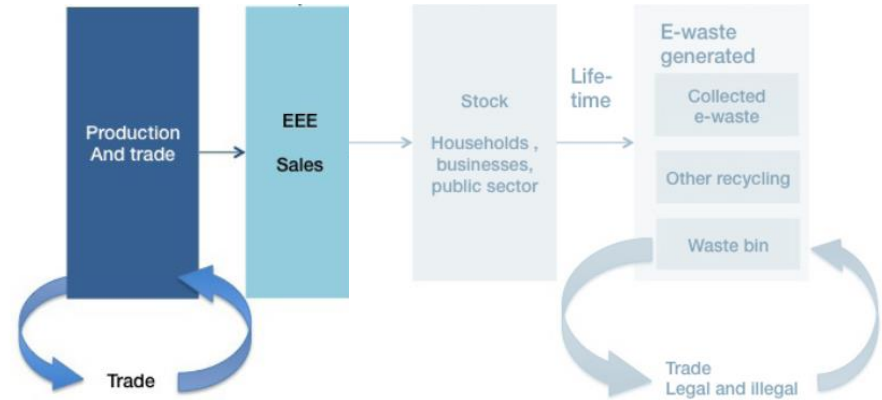 Production
And trade
EEE
Sales
Stock
Households ,
businesses,
public sector
Life-
time
E-waste
generated
Collected
e-waste
Other recycling
Waste bin
Trade
Trade
Legal and illegal